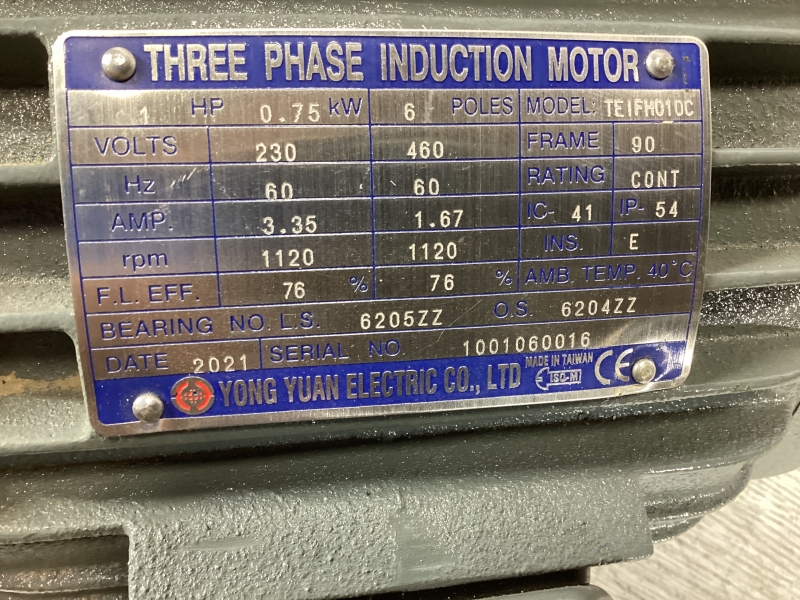 THREE PHASE INDUCTION MOTOR
1 HP 0.75 kW 6 POLES MODEL: TEIFH010C
VOLTS 230 460 FRAME 90
Hz 60 60 RATING CONT
AMP. 3.35 1.67 IC- 41 IP- 54
rpm 1120 1120 INS. E
F.L. EFF. 76 % 76 % AMB. TEMP. 40°C
BEARING NO. L.S. 6205ZZ O.S. 6204ZZ
DATE 2021 SERIAL NO. 1001060016
YONG YUAN ELECTRIC CO., LTD MADE IN TAIWAN ISO-M CE